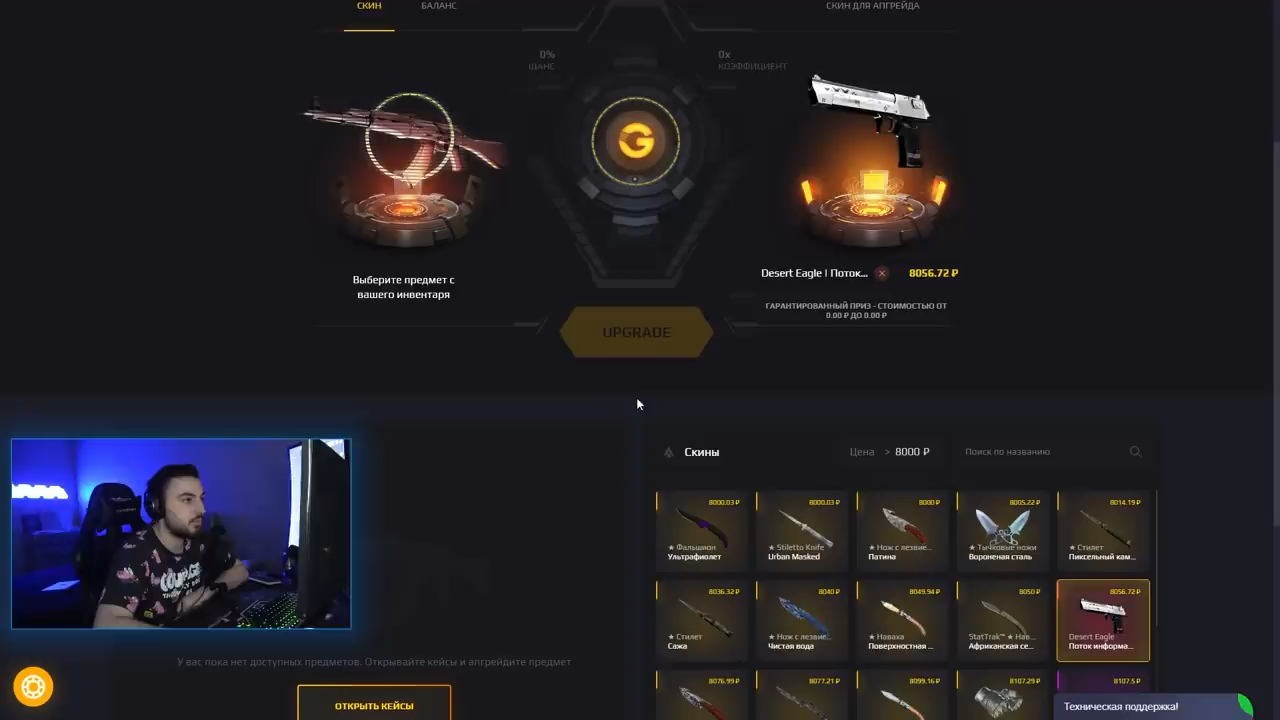 СКИН
БАЛАНС
СКИН ДЛЯ АПГРЕЙДА
0%
ШАНС
0x
КОЭФФИЦИЕНТ
Выберите предмет с
вашего инвентаря
Desert Eagle | Поток...
8056.72 ₽
ГАРАНТИРОВАННЫЙ ПРИЗ - СТОИМОСТЬЮ ОТ
0.00 ₽ ДО 0.00 ₽
UPGRADE
Скины
Цена > 8000 ₽
Поиск по названию
8000.03 ₽
★ Фальшион
Ультрафиолет
8000.03 ₽
★ Stiletto Knife
Urban Masked
8000 ₽
★ Нож с лезвие...
Патина
8005.22 ₽
★ Тычковые ножи
Вороненая сталь
8014.19 ₽
★ Стилет
Пиксельный кам...
8036.32 ₽
★ Стилет
Сажа
8040 ₽
★ Нож с лезвие...
Чистая вода
8049.94 ₽
★ Наваха
Поверхностная ...
8050 ₽
StatTrak™ ★ Нав...
Африканская се...
8056.72 ₽
Desert Eagle
Поток информа...
8076.99 ₽
8077.21 ₽
8099.16 ₽
8107.29 ₽
8107.5 ₽
У вас пока нет доступных предметов. Открывайте кейсы и апгрейдите предмет
ОТКРЫТЬ КЕЙСЫ
Техническая поддержка!